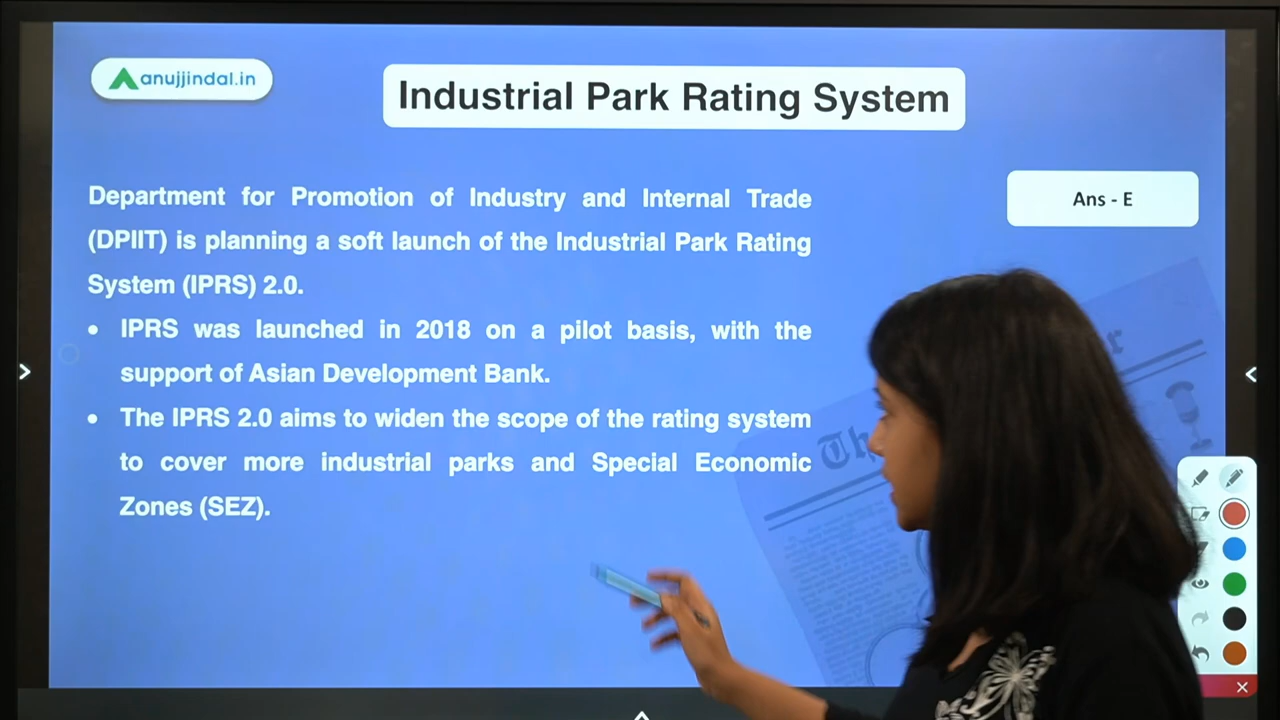 anujjindal.in
Industrial Park Rating System
Department for Promotion of Industry and Internal Trade
(DPIIT) is planning a soft launch of the Industrial Park Rating
System (IPRS) 2.0.
Ans - E
• IPRS was launched in 2018 on a pilot basis, with the
support of Asian Development Bank.
• The IPRS 2.0 aims to widen the scope of the rating system
to cover more industrial parks and Special Economic
Zones (SEZ).